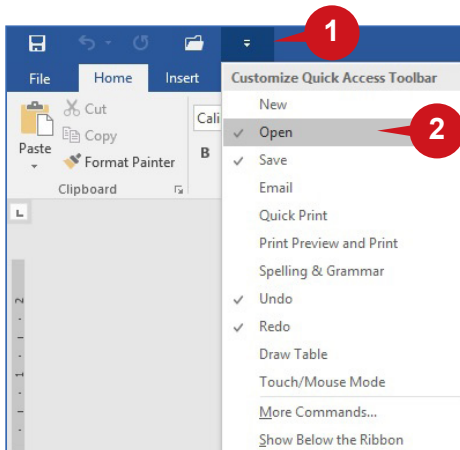 1
File Home Insert
Customize Quick Access Toolbar
New
Open
2
Save
Email
Quick Print
Print Preview and Print
Spelling & Grammar
Undo
Redo
Draw Table
Touch/Mouse Mode
More Commands...
Show Below the Ribbon
Cut
Copy
Format Painter
Paste
Clipboard
Cali
B
L
2
1